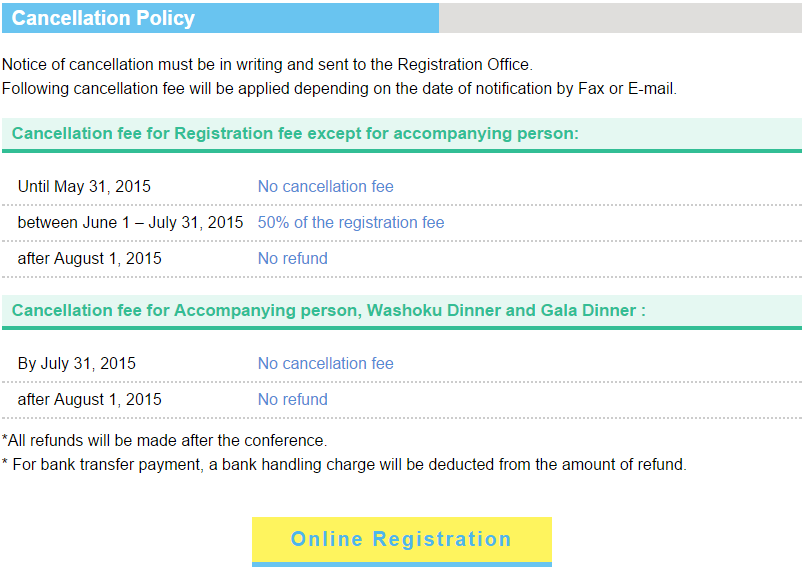 Cancellation Policy
Notice of cancellation must be in writing and sent to the Registration Office.
Following cancellation fee will be applied depending on the date of notification by Fax or E-mail.
Cancellation fee for Registration fee except for accompanying person:
Until May 31, 2015 No cancellation fee
between June 1 – July 31, 2015 50% of the registration fee
after August 1, 2015 No refund
Cancellation fee for Accompanying person, Washoku Dinner and Gala Dinner :
By July 31, 2015 No cancellation fee
after August 1, 2015 No refund
*All refunds will be made after the conference.
* For bank transfer payment, a bank handling charge will be deducted from the amount of refund.
Online Registration